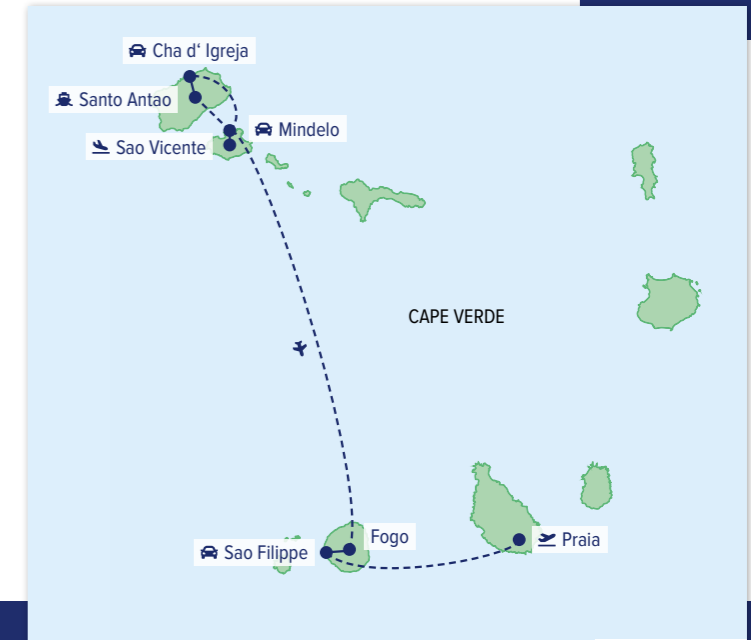 Cha d‘ Igreja
Santo Antao
Mindelo
Sao Vicente
CAPE VERDE
Fogo
Praia
Sao Filippe